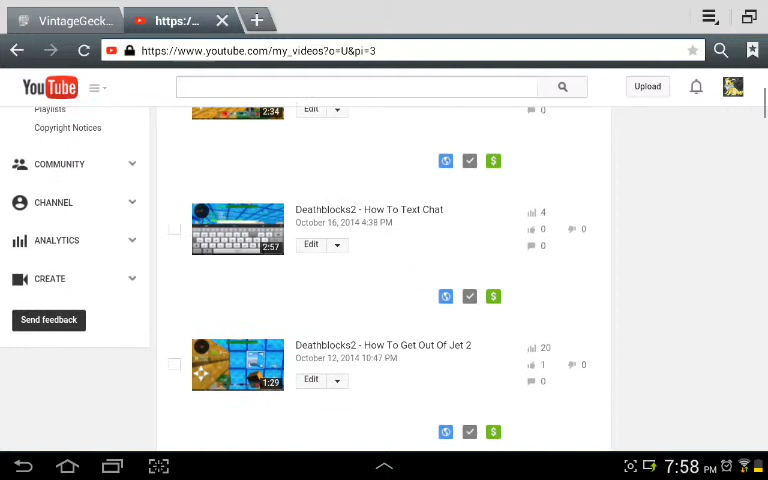 VintageGeck...
https:/...
https://www.youtube.com/my_videos?o=U&pi=3
YouTube
Upload
Playlists
Copyright Notices
COMMUNITY
CHANNEL
ANALYTICS
CREATE
Send feedback
2:34
Edit
0
$
Deathblocks2 - How To Text Chat
October 16, 2014 4:38 PM
2:57
Edit
4
0 0
0
$
Deathblocks2 - How To Get Out Of Jet 2
October 12, 2014 10:47 PM
1:29
Edit
20
1 0
0
$
7:58 PM